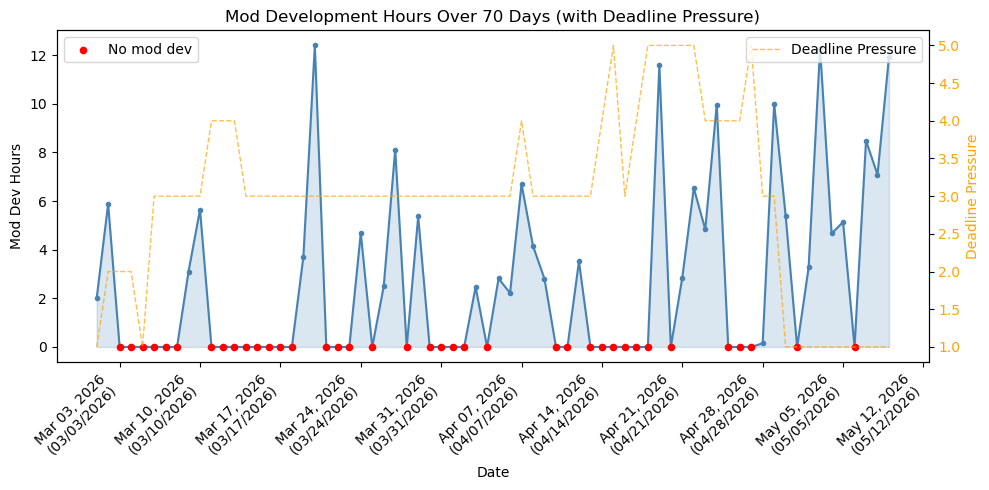 Mod Development Hours Over 70 Days (with Deadline Pressure)
No mod dev
Deadline Pressure
Mod Dev Hours
12
10
8
6
4
2
0
5.0
4.5
4.0
3.5
3.0
2.5
2.0
1.5
1.0
Deadline Pressure
Mar 03, 2026
(03/03/2026)
Mar 10, 2026
(03/10/2026)
Mar 17, 2026
(03/17/2026)
Mar 24, 2026
(03/24/2026)
Mar 31, 2026
(03/31/2026)
Apr 07, 2026
(04/07/2026)
Apr 14, 2026
(04/14/2026)
Apr 21, 2026
(04/21/2026)
Apr 28, 2026
(04/28/2026)
May 05, 2026
(05/05/2026)
May 12, 2026
(05/12/2026)
Date